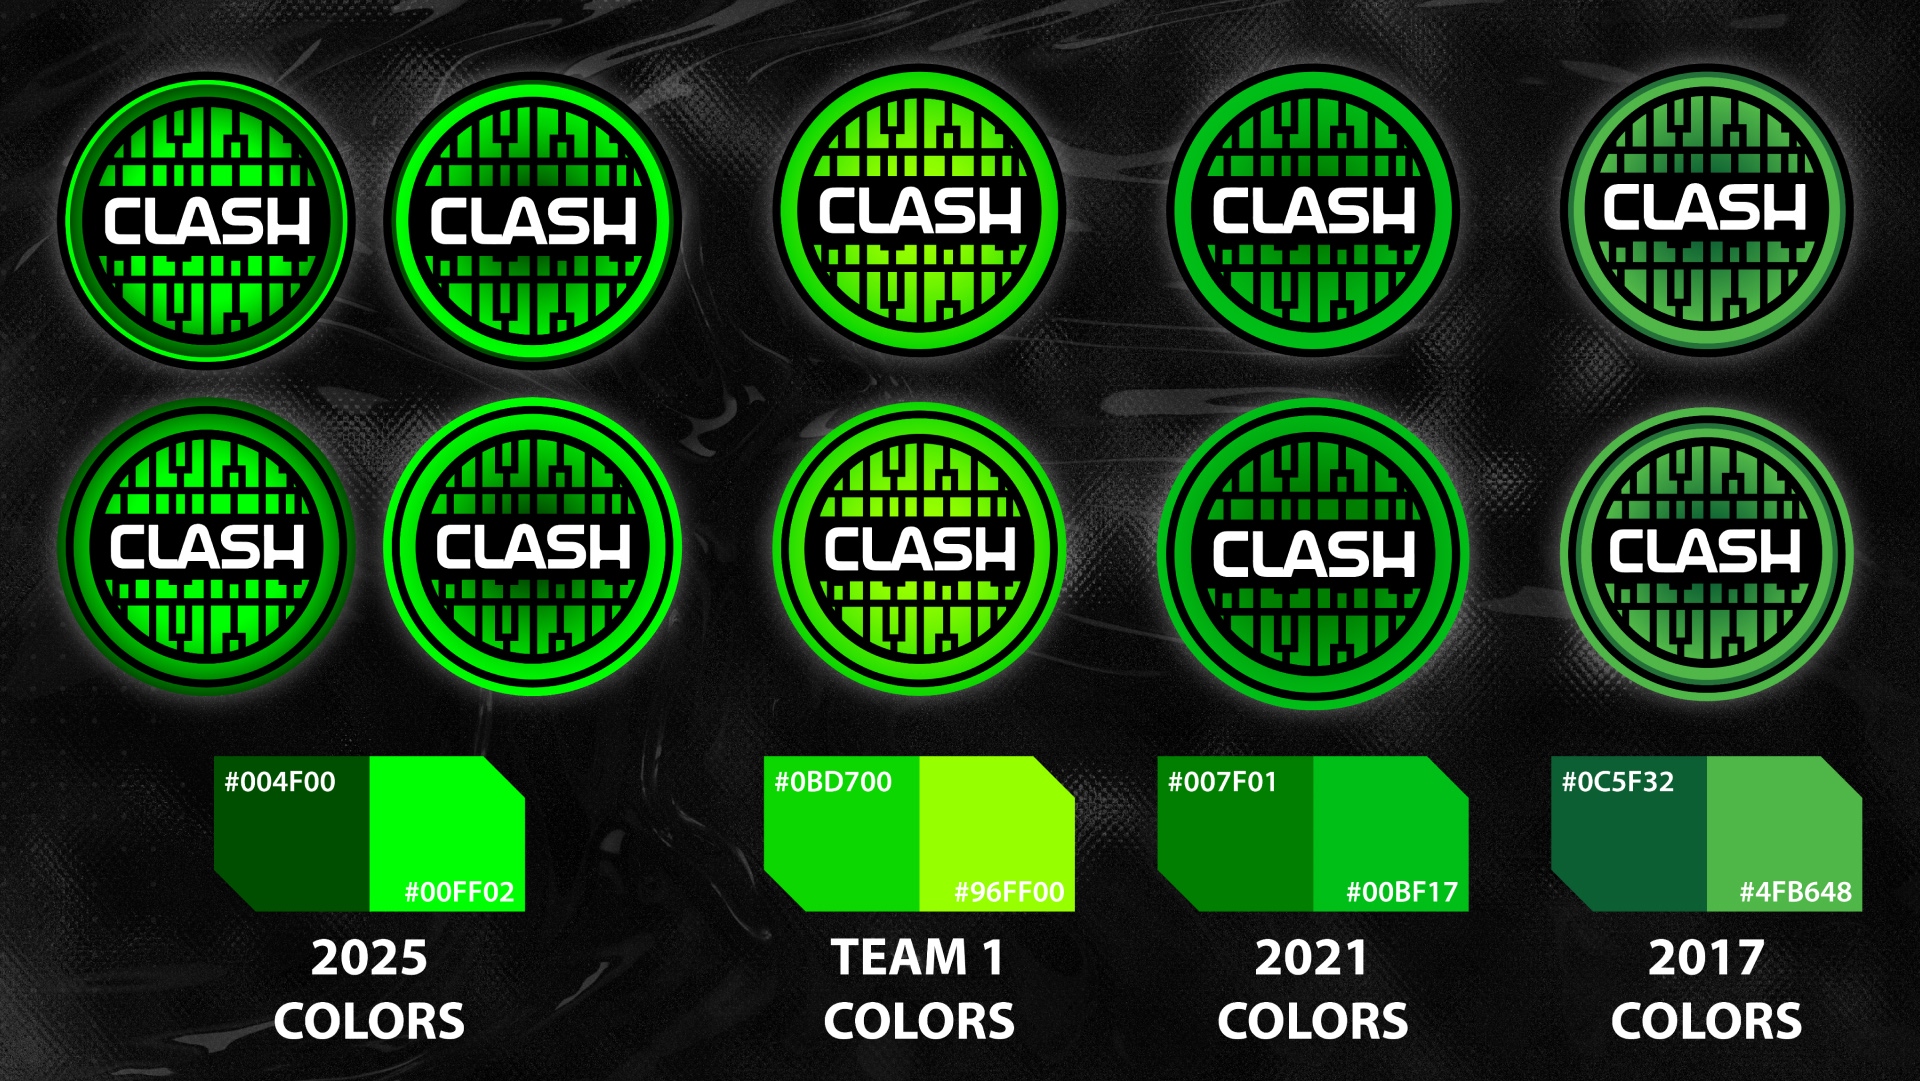 CLASH
CLASH
CLASH
CLASH
CLASH
CLASH
CLASH
CLASH
CLASH
CLASH
#004F00
#00FF02
2025
COLORS
#0BD700
#96FF00
TEAM 1
COLORS
#007F01
#00BF17
2021
COLORS
#0C5F32
#4FB648
2017
COLORS